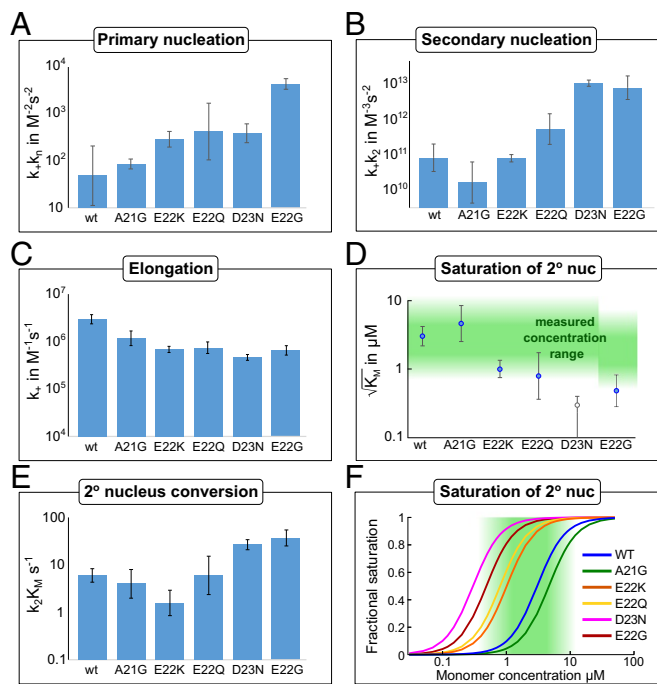 A
Primary nucleation
k₊kₙ in M⁻²s⁻²
10⁴
10³
10²
10
wt A21G E22K E22Q D23N E22G
B
Secondary nucleation
k₊k₂ in M⁻³s⁻²
10¹³
10¹²
10¹¹
10¹⁰
wt A21G E22K E22Q D23N E22G
C
Elongation
k₊ in M⁻¹s⁻¹
10⁷
10⁶
10⁵
10⁴
wt A21G E22K E22Q D23N E22G
D
Saturation of 2º nuc
√K_M in µM
10
1
0.1
measured
concentration
range
wt A21G E22K E22Q D23N E22G
E
2º nucleus conversion
k₂K_M s⁻¹
100
10
1
0.1
wt A21G E22K E22Q D23N E22G
F
Saturation of 2º nuc
Fractional saturation
1
0.8
0.6
0.4
0.2
0
WT
A21G
E22K
E22Q
D23N
E22G
0.1 1 10 100
Monomer concentration µM